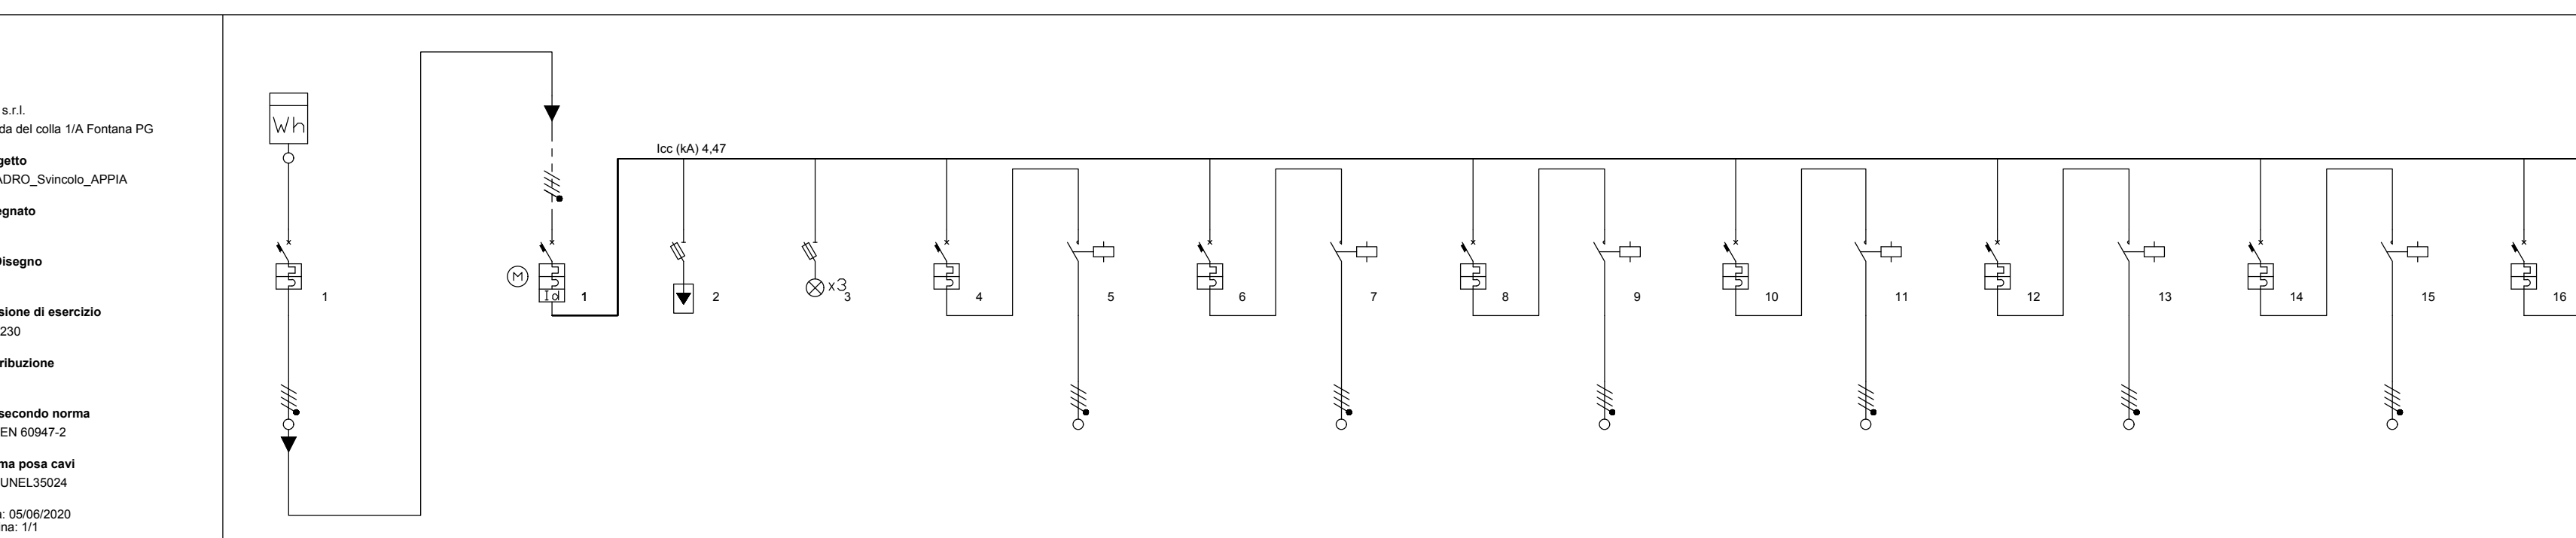 s.r.l.
da del colla 1/A Fontana PG
getto
ADRO_Svincolo_APPIA
egnato
Disegno
sione di esercizio
230
ribuzione
secondo norma
EN 60947-2
ma posa cavi
UNEL35024
a: 05/06/2020
ina: 1/1
Wh
1
M
Id
1
Icc (kA) 4,47
2
x3
3
4
5
6
7
8
9
10
11
12
13
14
15
16